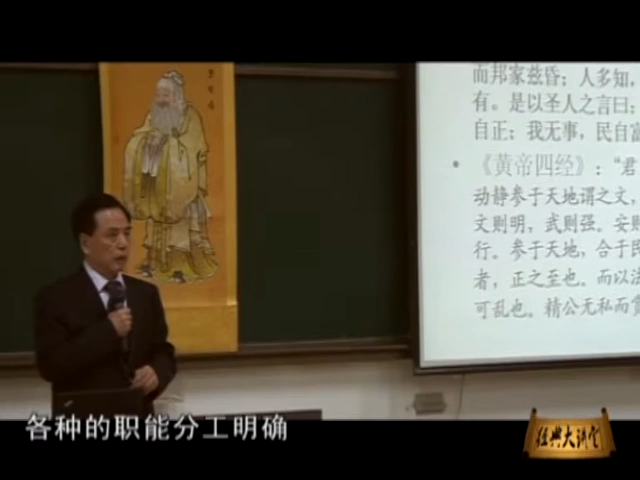 而邦家兹昏；人多知，
有。是以圣人之言曰：
自正；我无事，民自富
• 《黄帝四经》：“君
动静参于天地谓之文，
文则明，武则强。安则
行。参于天地，合于民
者，正之至也。而以法
可乱也。精公无私而赏
各种的职能分工明确
经典大讲堂